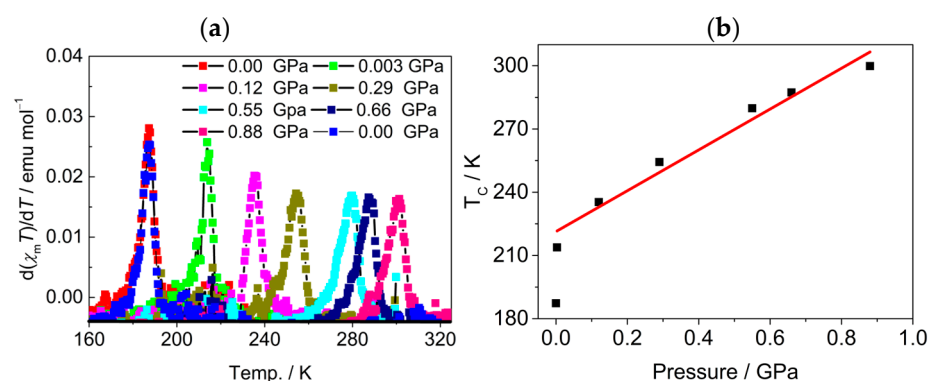 (a)
0.04
0.03
0.02
0.01
0.00
d(χmT)/dT / emu mol⁻¹
0.00 GPa
0.003 GPa
0.12 GPa
0.29 GPa
0.55 Gpa
0.66 GPa
0.88 GPa
0.00 GPa
160 200 240 280 320
Temp. / K
(b)
300
270
240
210
180
TC / K
0.0 0.2 0.4 0.6 0.8 1.0
Pressure / GPa